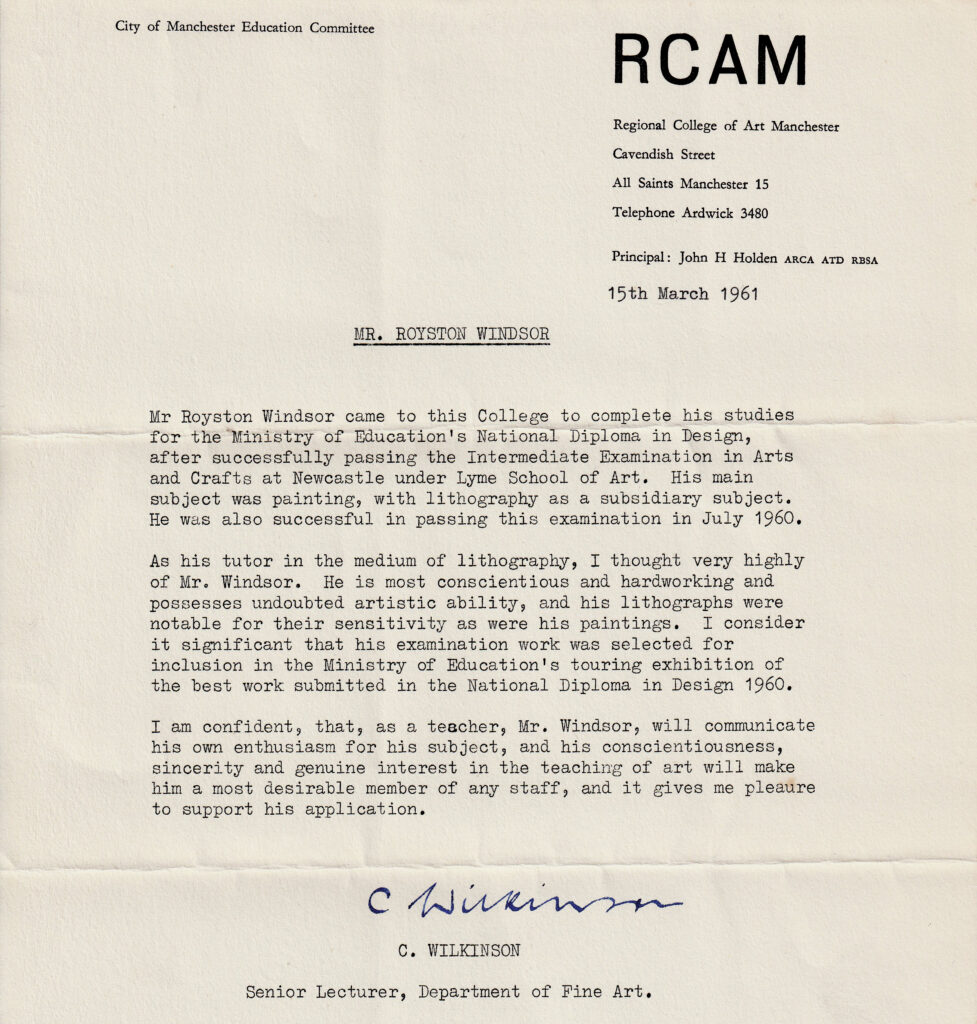 City of Manchester Education Committee
RCAM
Regional College of Art Manchester
Cavendish Street
All Saints Manchester 15
Telephone Ardwick 3480
Principal: John H Holden ARCA ATD RBSA
15th March 1961
MR. ROYSTON WINDSOR
Mr Royston Windsor came to this College to complete his studies
for the Ministry of Education's National Diploma in Design,
after successfully passing the Intermediate Examination in Arts
and Crafts at Newcastle under Lyme School of Art. His main
subject was painting, with lithography as a subsidiary subject.
He was also successful in passing this examination in July 1960.
As his tutor in the medium of lithography, I thought very highly
of Mr. Windsor. He is most conscientious and hardworking and
possesses undoubted artistic ability, and his lithographs were
notable for their sensitivity as were his paintings. I consider
it significant that his examination work was selected for
inclusion in the Ministry of Education's touring exhibition of
the best work submitted in the National Diploma in Design 1960.
I am confident, that, as a teacher, Mr. Windsor, will communicate
his own enthusiasm for his subject, and his conscientiousness,
sincerity and genuine interest in the teaching of art will make
him a most desirable member of any staff, and it gives me pleaure
to support his application.
C Wilkinson
C. WILKINSON
Senior Lecturer, Department of Fine Art.